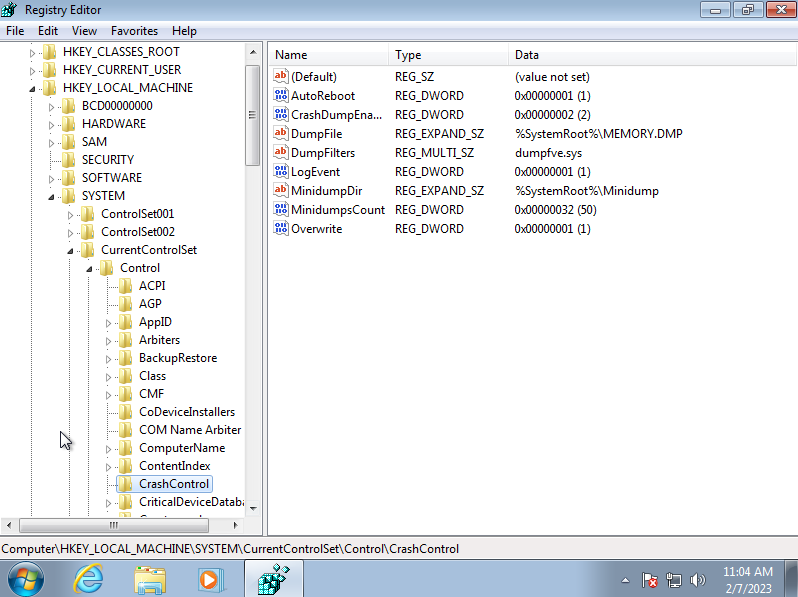 Registry Editor
File Edit View Favorites Help
HKEY_CLASSES_ROOT
HKEY_CURRENT_USER
HKEY_LOCAL_MACHINE
BCD00000000
HARDWARE
SAM
SECURITY
SOFTWARE
SYSTEM
ControlSet001
ControlSet002
CurrentControlSet
Control
ACPI
AGP
AppID
Arbiters
BackupRestore
Class
CMF
CoDeviceInstallers
COM Name Arbiter
ComputerName
ContentIndex
CrashControl
CriticalDeviceDataba
Name Type Data
(Default) REG_SZ (value not set)
AutoReboot REG_DWORD 0x00000001 (1)
CrashDumpEna... REG_DWORD 0x00000002 (2)
DumpFile REG_EXPAND_SZ %SystemRoot%\MEMORY.DMP
DumpFilters REG_MULTI_SZ dumpfve.sys
LogEvent REG_DWORD 0x00000001 (1)
MinidumpDir REG_EXPAND_SZ %SystemRoot%\Minidump
MinidumpsCount REG_DWORD 0x00000032 (50)
Overwrite REG_DWORD 0x00000001 (1)
Computer\HKEY_LOCAL_MACHINE\SYSTEM\CurrentControlSet\Control\CrashControl
11:04 AM
2/7/2023